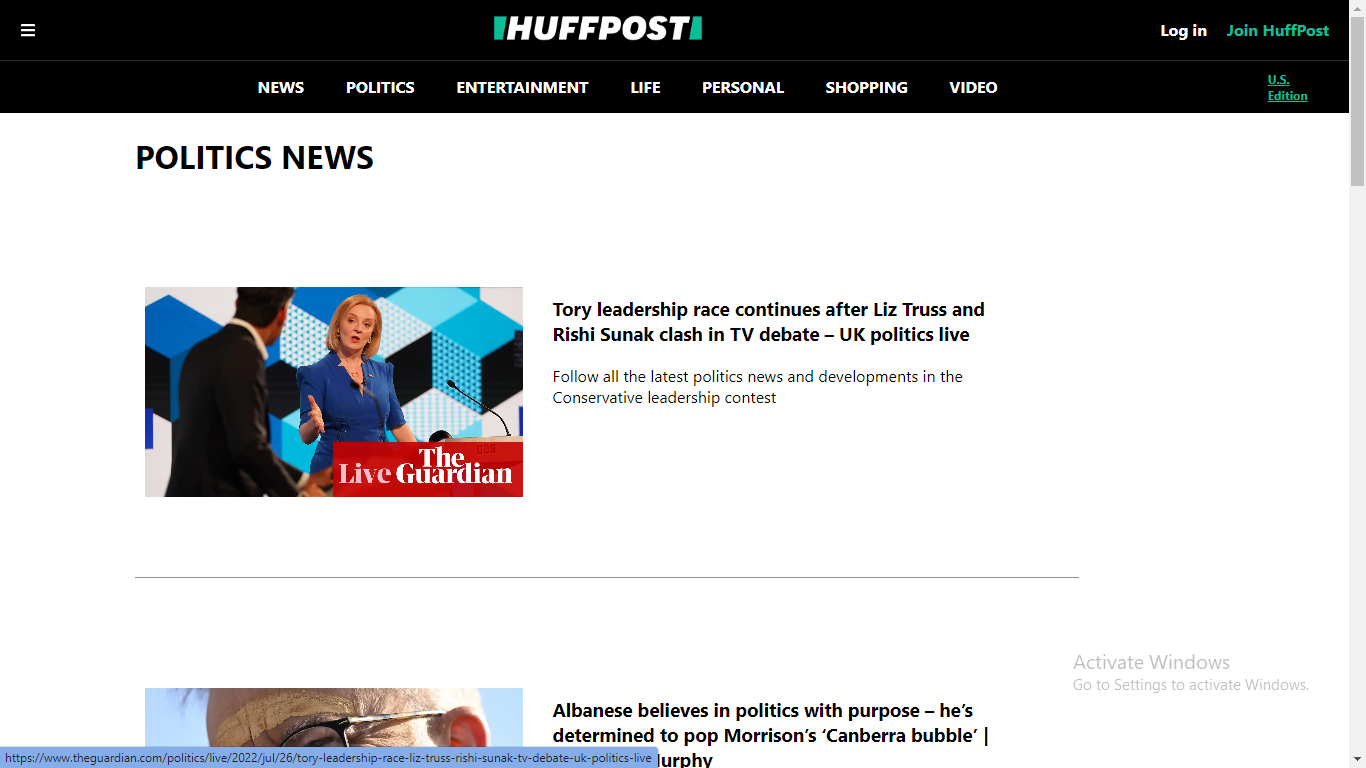 HUFFPOST
Log in
Join HuffPost
NEWS
POLITICS
ENTERTAINMENT
LIFE
PERSONAL
SHOPPING
VIDEO
U.S.
Edition
POLITICS NEWS
Tory leadership race continues after Liz Truss and
Rishi Sunak clash in TV debate – UK politics live
Follow all the latest politics news and developments in the
Conservative leadership contest
BBC
Live The Guardian
Activate Windows
Go to Settings to activate Windows.
Albanese believes in politics with purpose – he’s
determined to pop Morrison’s ‘Canberra bubble’ |
https://www.theguardian.com/politics/live/2022/jul/26/tory-leadership-race-liz-truss-rishi-sunak-tv-debate-uk-politics-live